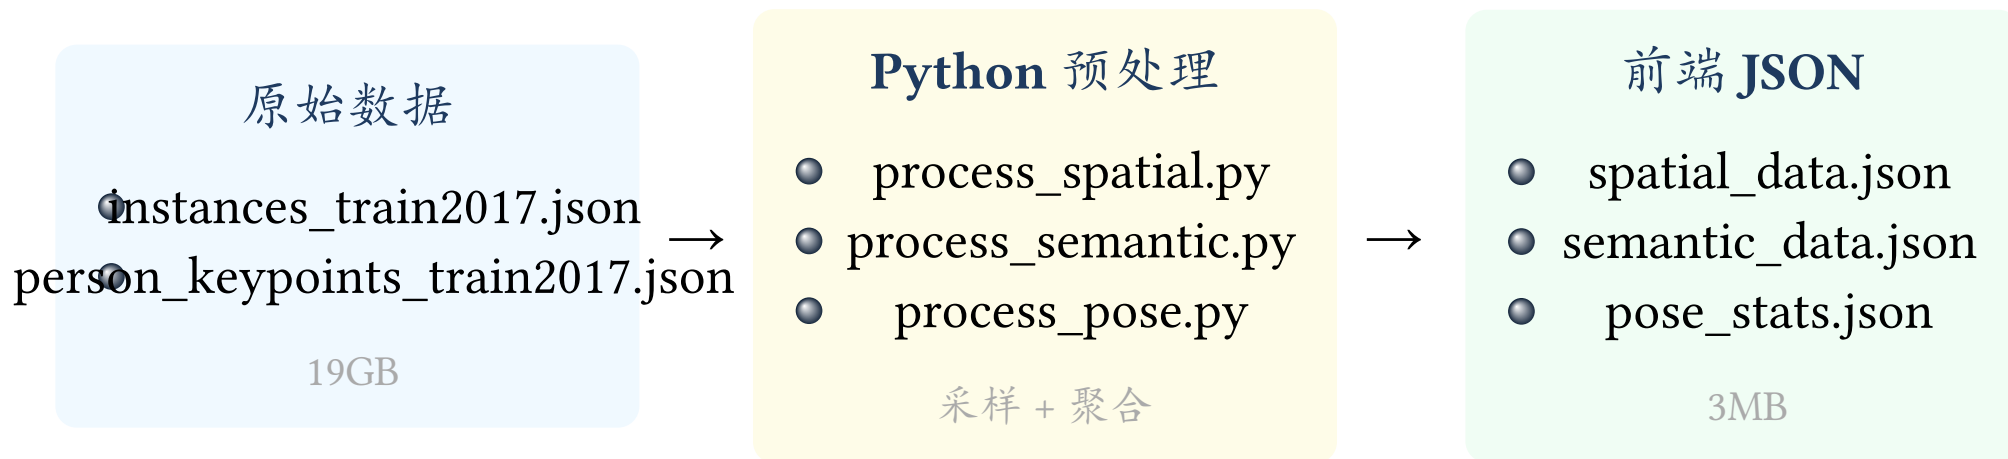 原始数据
instances_train2017.json
person_keypoints_train2017.json
19GB
→
Python 预处理
process_spatial.py
process_semantic.py
process_pose.py
采样 + 聚合
→
前端 JSON
spatial_data.json
semantic_data.json
pose_stats.json
3MB